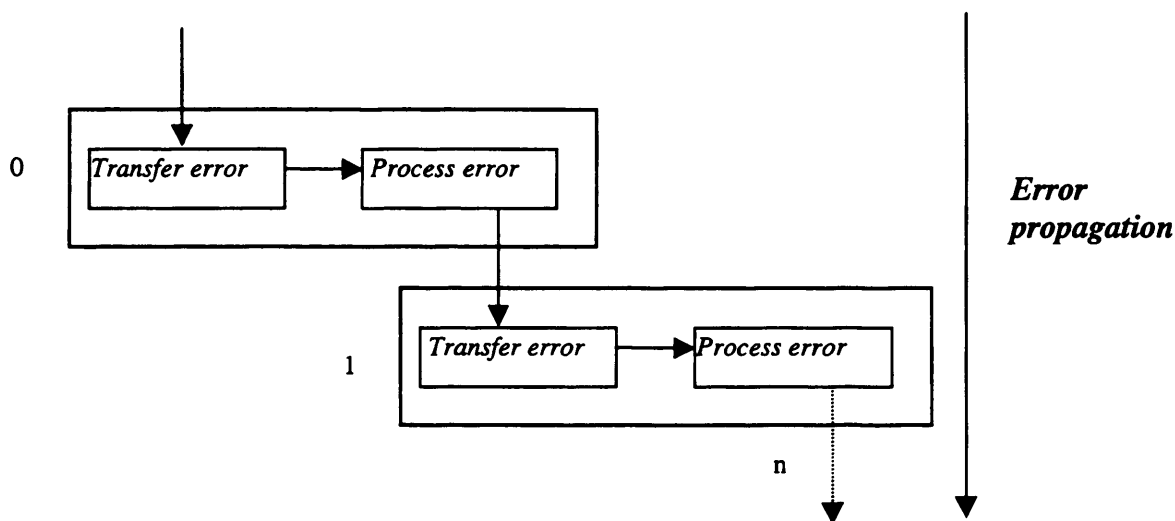 0
Transfer error
Process error
Error
propagation
1
Transfer error
Process error
n